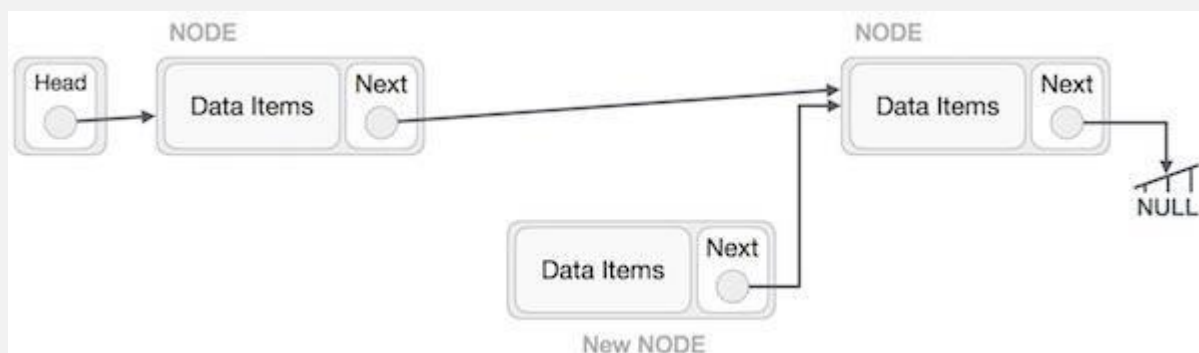 NODE
NODE
Head
Data Items
Next
Data Items
Next
NULL
Data Items
Next
New NODE